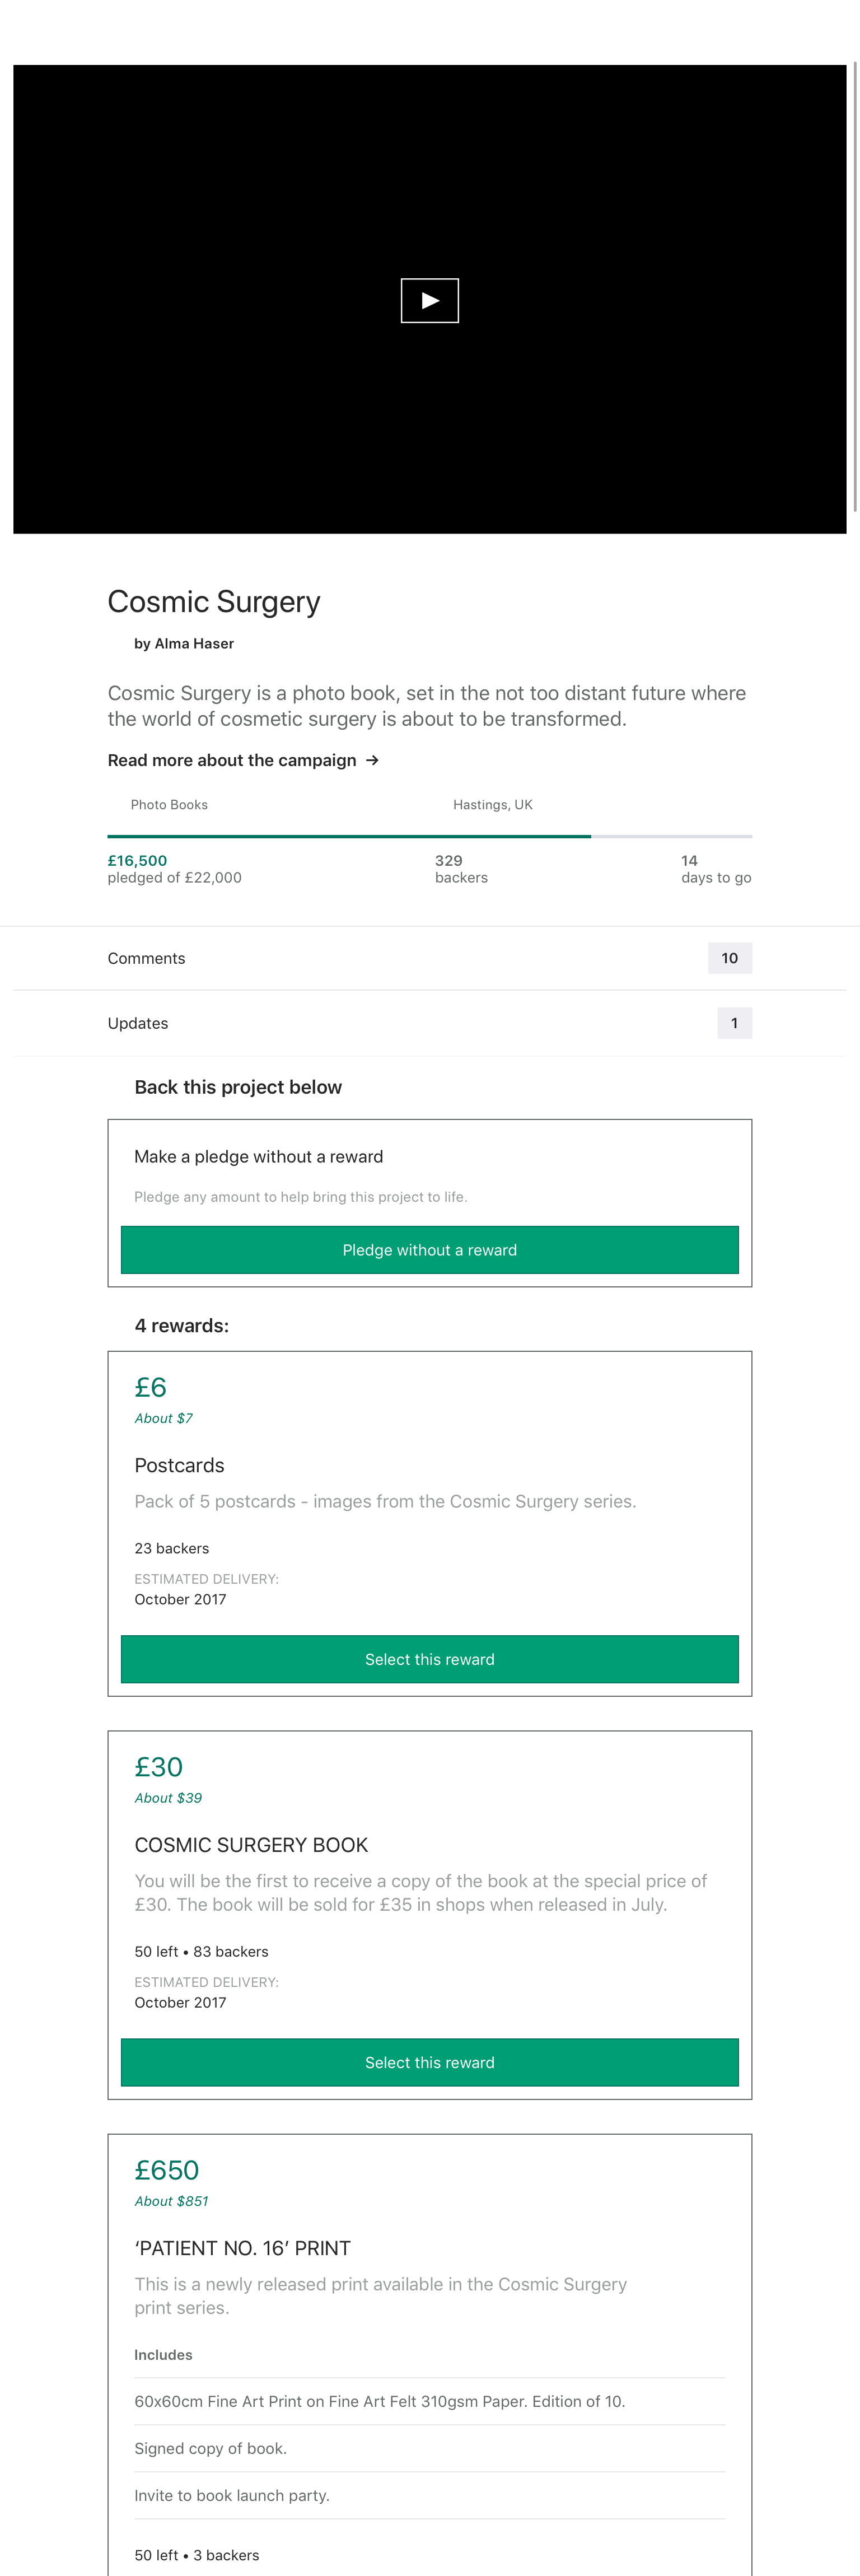 Cosmic Surgery
by Alma Haser
Cosmic Surgery is a photo book, set in the not too distant future where
the world of cosmetic surgery is about to be transformed.
Read more about the campaign →
Photo Books
Hastings, UK
£16,500
pledged of £22,000
329
backers
14
days to go
Comments
10
Updates
1
Back this project below
Make a pledge without a reward
Pledge any amount to help bring this project to life.
Pledge without a reward
4 rewards:
£6
About $7
Postcards
Pack of 5 postcards - images from the Cosmic Surgery series.
23 backers
ESTIMATED DELIVERY:
October 2017
Select this reward
£30
About $39
COSMIC SURGERY BOOK
You will be the first to receive a copy of the book at the special price of
£30. The book will be sold for £35 in shops when released in July.
50 left • 83 backers
ESTIMATED DELIVERY:
October 2017
Select this reward
£650
About $851
‘PATIENT NO. 16’ PRINT
This is a newly released print available in the Cosmic Surgery
print series.
Includes
60x60cm Fine Art Print on Fine Art Felt 310gsm Paper. Edition of 10.
Signed copy of book.
Invite to book launch party.
50 left • 3 backers